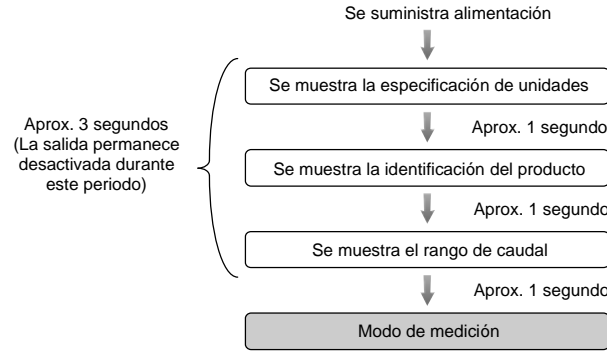 Se suministra alimentación
Se muestra la especificación de unidades
Aprox. 1 segundo
Aprox. 3 segundos
(La salida permanece
desactivada durante
este periodo)
Se muestra la identificación del producto
Aprox. 1 segundo
Se muestra el rango de caudal
Aprox. 1 segundo
Modo de medición